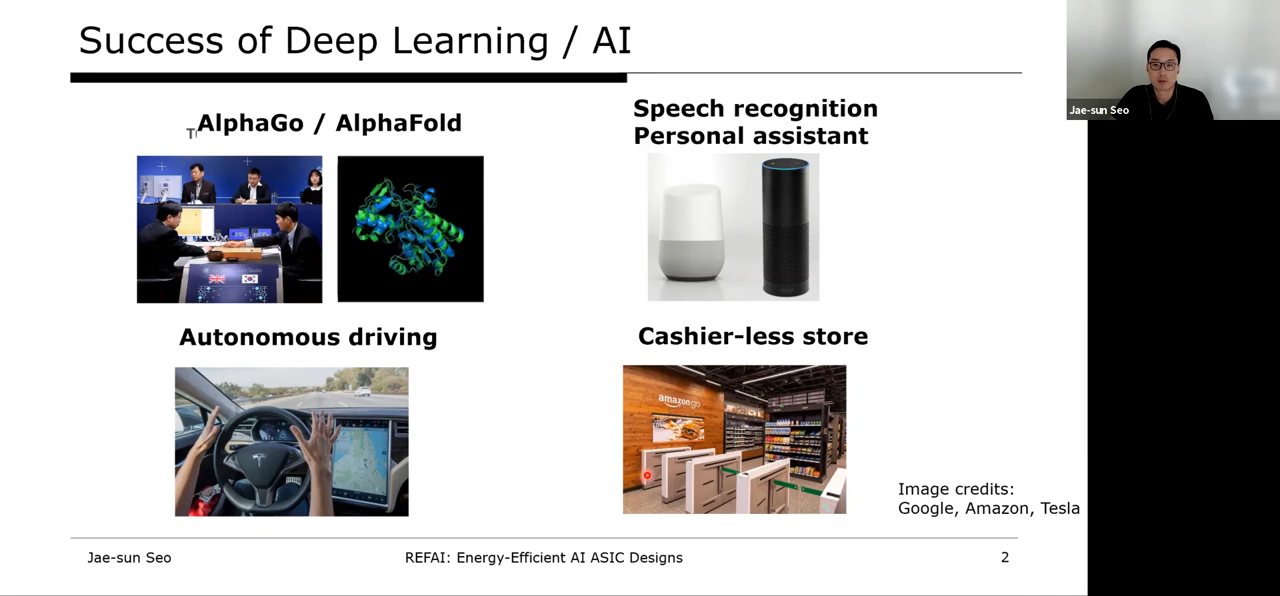 Success of Deep Learning / AI
AlphaGo / AlphaFold
Speech recognition
Personal assistant
Autonomous driving
Cashier-less store
amazon go
Image credits:
Google, Amazon, Tesla
Jae-sun Seo
REFAI: Energy-Efficient AI ASIC Designs
2
Jae-sun Seo